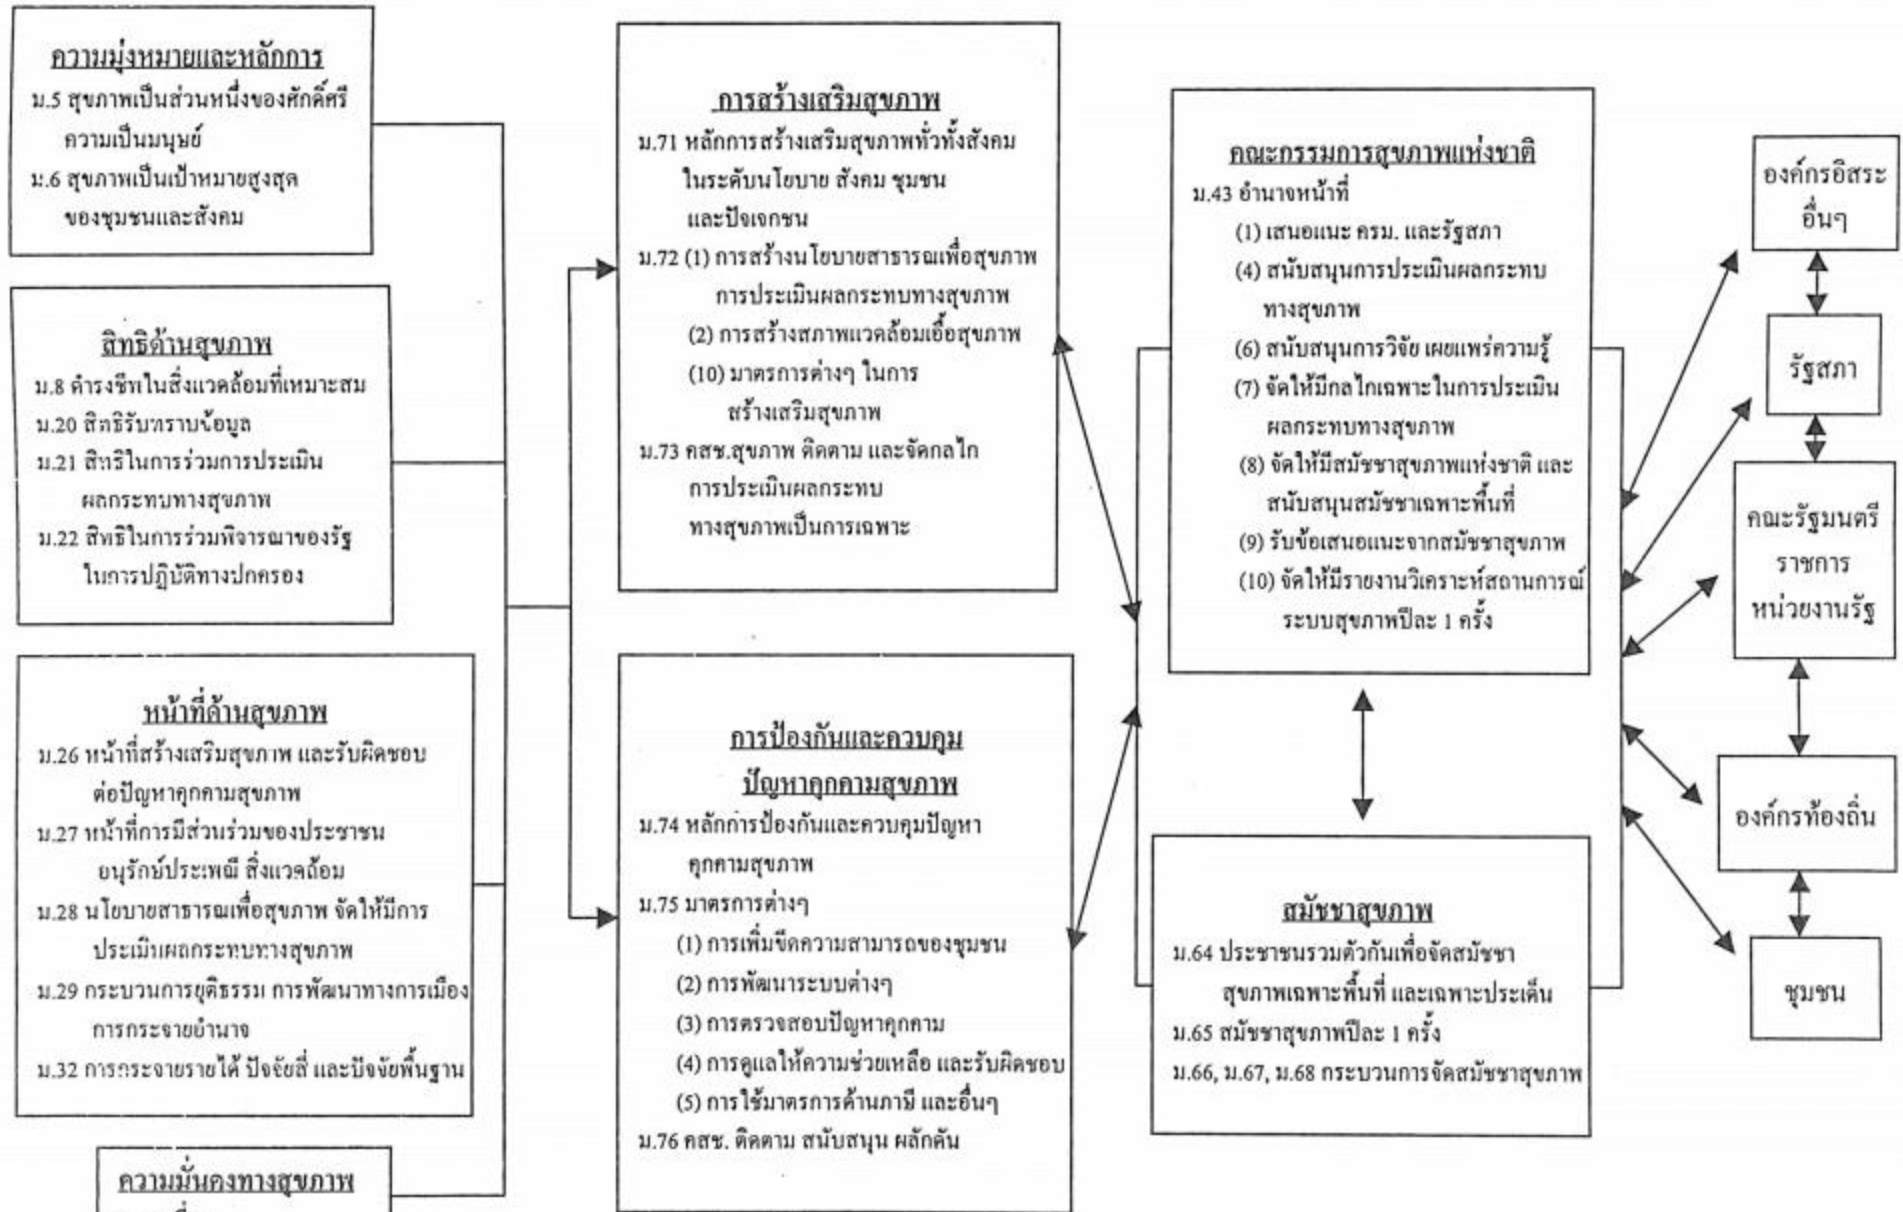 ความมุ่งหมายและหลักการ
ม.5 สุขภาพเป็นส่วนหนึ่งของศักดิ์ศรี
ความเป็นมนุษย์
ม.6 สุขภาพเป็นเป้าหมายสูงสุด
ของชุมชนและสังคม
สิทธิด้านสุขภาพ
ม.8 ดำรงชีพในสิ่งแวดล้อมที่เหมาะสม
ม.20 สิทธิรับทราบข้อมูล
ม.21 สิทธิในการร่วมการประเมิน
ผลกระทบทางสุขภาพ
ม.22 สิทธิในการร่วมพิจารณาของรัฐ
ในการปฏิบัติทางปกครอง
หน้าที่ด้านสุขภาพ
ม.26 หน้าที่สร้างเสริมสุขภาพ และรับผิดชอบ
ต่อปัญหาคุกคามสุขภาพ
ม.27 หน้าที่การมีส่วนร่วมของประชาชน
อนุรักษ์ประเพณี สิ่งแวดล้อม
ม.28 นโยบายสาธารณเพื่อสุขภาพ จัดให้มีการ
ประเมินผลกระทบทางสุขภาพ
ม.29 กระบวนการยุติธรรม การพัฒนาทางการเมือง
การกระจายอำนาจ
ม.32 การกระจายรายได้ ปัจจัยสี่ และปัจจัยพื้นฐาน
ความมั่นคงทางสุขภาพ
การสร้างเสริมสุขภาพ
ม.71 หลักการสร้างเสริมสุขภาพทั่วทั้งสังคม
ในระดับนโยบาย สังคม ชุมชน
และปัจเจกชน
ม.72 (1) การสร้างนโยบายสาธารณเพื่อสุขภาพ
การประเมินผลกระทบทางสุขภาพ
(2) การสร้างสภาพแวดล้อมเอื้อสุขภาพ
(10) มาตรการต่างๆ ในการ
สร้างเสริมสุขภาพ
ม.73 คสช.สุขภาพ ติดตาม และจัดกลไก
การประเมินผลกระทบ
ทางสุขภาพเป็นการเฉพาะ
การป้องกันและควบคุม
ปัญหาคุกคามสุขภาพ
ม.74 หลักการป้องกันและควบคุมปัญหา
คุกคามสุขภาพ
ม.75 มาตรการต่างๆ
(1) การเพิ่มขีดความสามารถของชุมชน
(2) การพัฒนาระบบต่างๆ
(3) การตรวจสอบปัญหาคุกคาม
(4) การดูแลให้ความช่วยเหลือ และรับผิดชอบ
(5) การใช้มาตรการด้านภาษี และอื่นๆ
ม.76 คสช. ติดตาม สนับสนุน ผลักดัน
คณะกรรมการสุขภาพแห่งชาติ
ม.43 อำนาจหน้าที่
(1) เสนอแนะ ครม. และรัฐสภา
(4) สนับสนุนการประเมินผลกระทบ
ทางสุขภาพ
(6) สนับสนุนการวิจัย เผยแพร่ความรู้
(7) จัดให้มีกลไกเฉพาะในการประเมิน
ผลกระทบทางสุขภาพ
(8) จัดให้มีสมัชชาสุขภาพแห่งชาติ และ
สนับสนุนสมัชชาเฉพาะพื้นที่
(9) รับข้อเสนอแนะจากสมัชชาสุขภาพ
(10) จัดให้มีรายงานวิเคราะห์สถานการณ์
ระบบสุขภาพปีละ 1 ครั้ง
สมัชชาสุขภาพ
ม.64 ประชาชนรวมตัวกันเพื่อจัดสมัชชา
สุขภาพเฉพาะพื้นที่ และเฉพาะประเด็น
ม.65 สมัชชาสุขภาพปีละ 1 ครั้ง
ม.66, ม.67, ม.68 กระบวนการจัดสมัชชาสุขภาพ
องค์กรอิสระ
อื่นๆ
รัฐสภา
คณะรัฐมนตรี
ราชการ
หน่วยงานรัฐ
องค์กรท้องถิ่น
ชุมชน